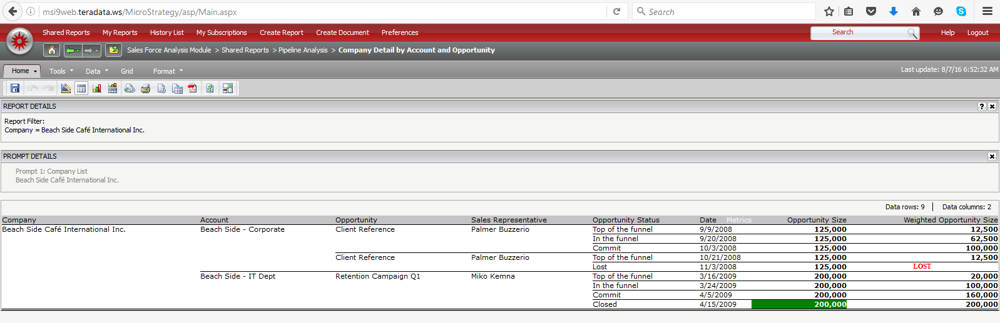 msi9web.teradata.ws/MicroStrategy/asp/Main.aspx Search
Shared Reports My Reports History List My Subscriptions Create Report Create Document Preferences Search Help Logout
Sales Force Analysis Module > Shared Reports > Pipeline Analysis > Company Detail by Account and Opportunity
Home Tools Data Grid Format Last update: 8/7/16 6:52:32 AM
REPORT DETAILS
Report Filter:
Company = Beach Side Café International Inc.
PROMPT DETAILS
Prompt 1: Company List
Beach Side Café International Inc.
Data rows: 9 Data columns: 2
Company Account Opportunity Sales Representative Opportunity Status Date Metrics Opportunity Size Weighted Opportunity Size
Beach Side Café International Inc. Beach Side - Corporate Client Reference Palmer Buzzerio Top of the funnel 9/9/2008 125,000 12,500
In the funnel 9/20/2008 125,000 62,500
Commit 10/3/2008 125,000 100,000
Client Reference Palmer Buzzerio Top of the funnel 10/21/2008 125,000 12,500
Lost 11/3/2008 125,000 LOST
Beach Side - IT Dept Retention Campaign Q1 Miko Kemna Top of the funnel 3/16/2009 200,000 20,000
In the funnel 3/24/2009 200,000 100,000
Commit 4/5/2009 200,000 160,000
Closed 4/15/2009 200,000 200,000